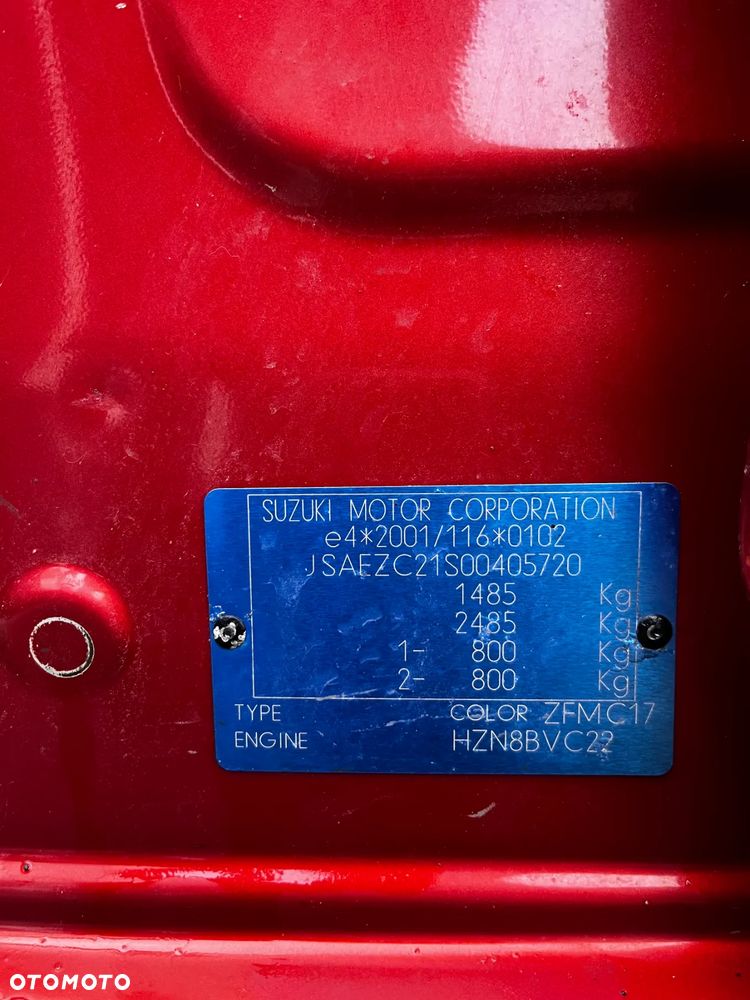 SUZUKI MOTOR CORPORATION
e4*2001/116*0102
JSAEZC21S00405720
1485 Kg
2485 Kg
1- 800 Kg
2- 800 Kg
TYPE COLOR ZFMC17
ENGINE HZN8BVC22
OTOMOTO